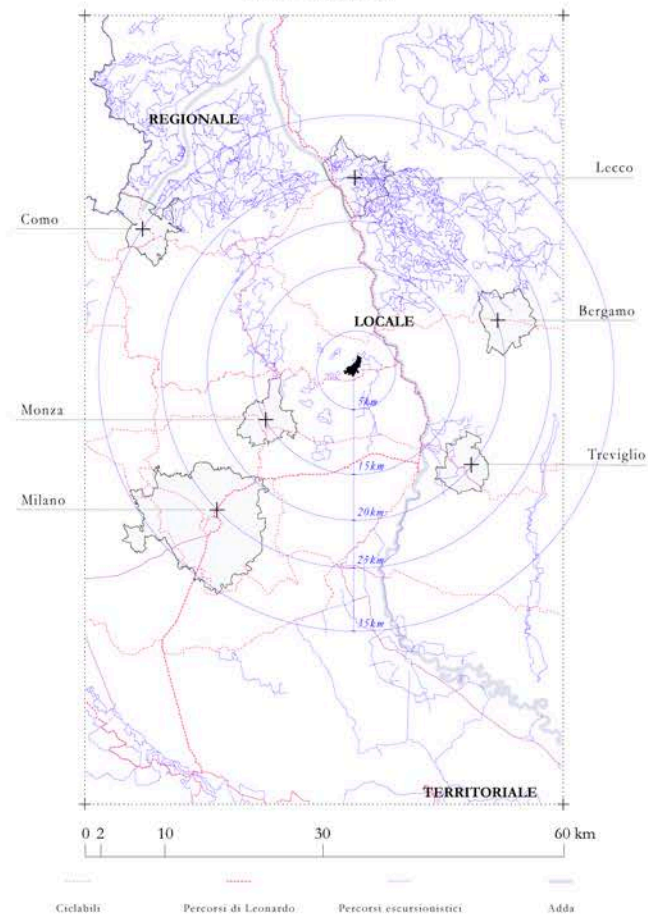 REGIONALE
Lecco
Como
Bergamo
LOCALE
5km
Monza
Treviglio
15km
Milano
20km
25km
35km
TERRITORIALE
0 2 10 30 60 km
Ciclabili Percorsi di Leonardo Percorsi escursionistici Adda